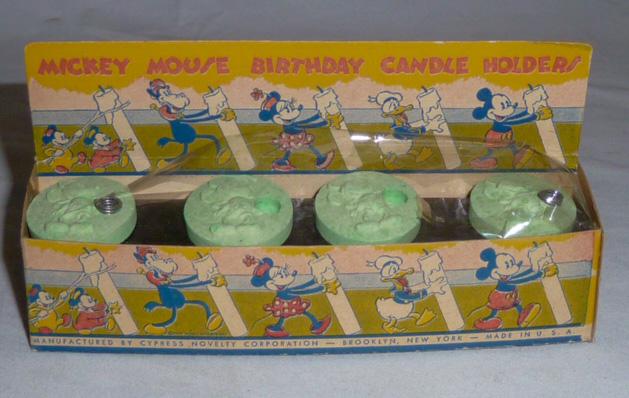 MICKEY MOUSE BIRTHDAY CANDLE HOLDERS
MANUFACTURED BY CYPRESS NOVELTY CORPORATION — BROOKLYN, NEW YORK — MADE IN U. S. A.